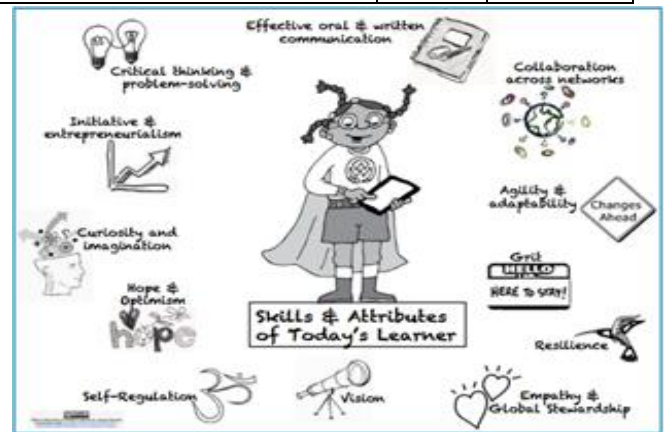 Effective oral & written
communication
Critical thinking &
problem-solving
Collaboration
across networks
Initiative &
entrepreneurialism
Agility &
adaptability
Changes
Ahead
Curiosity and
imagination
Grit
HELLO
HERE TO STAY!
Hope &
Optimism
hope
Skills & Attributes
of Today's Learner
Resilience
Self-Regulation
Vision
Empathy &
Global Stewardship